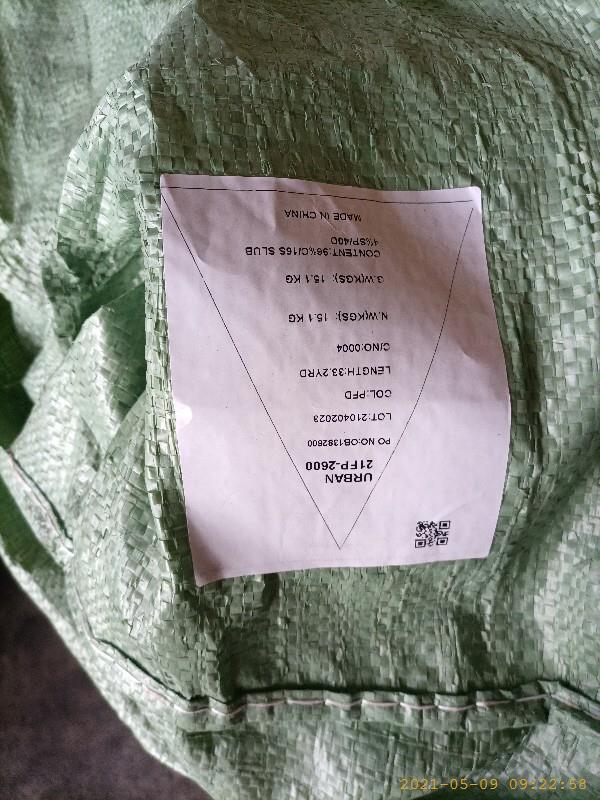 URBAN
21FP-2600
PO NO:OB1382600
LOT:210402023
COL:PFD
LENGTH:33.2YRD
C/NO:0004
N.W(KGS): 15.1 KG
G.W(KGS): 15.1 KG
CONTENT:96%C/16S SLUB
4%SP/40D
MADE IN CHINA
2021-05-09 09:22:58